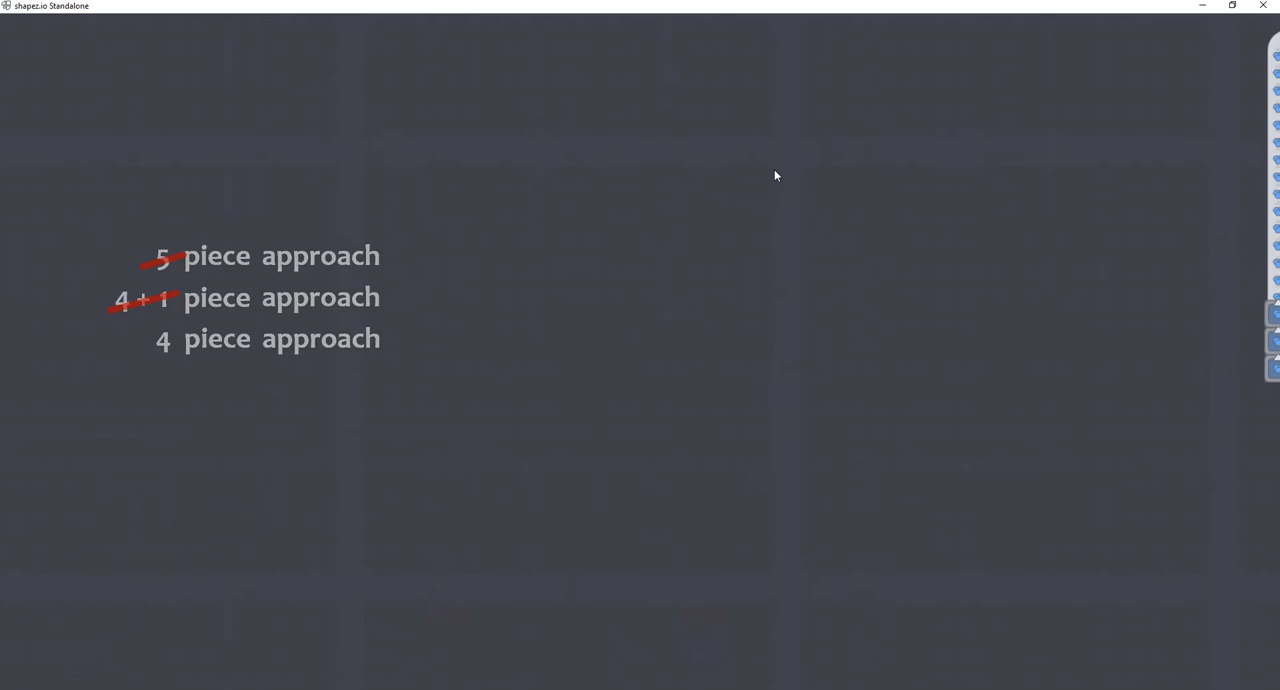 shapez.io Standalone
5 piece approach
4 + 1 piece approach
4 piece approach